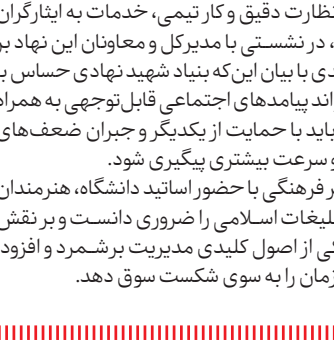 نظارت دقیق و کار تیمی، خدمات به ایثارگران
، در نشستی با مدیرکل و معاونان این نهاد بر
دی با بیان این‌که بنیاد شهید نهادی حساس با
اند پیامدهای اجتماعی قابل‌توجهی به همراه
باید با حمایت از یکدیگر و جبران ضعف‌های
و سرعت بیشتری پیگیری شود.
ر فرهنگی با حضور اساتید دانشگاه، هنرمندان
لیغات اسلامی را ضروری دانست و بر نقش
کی از اصول کلیدی مدیریت برشمرد و افزود
زمان را به سوی شکست سوق دهد.